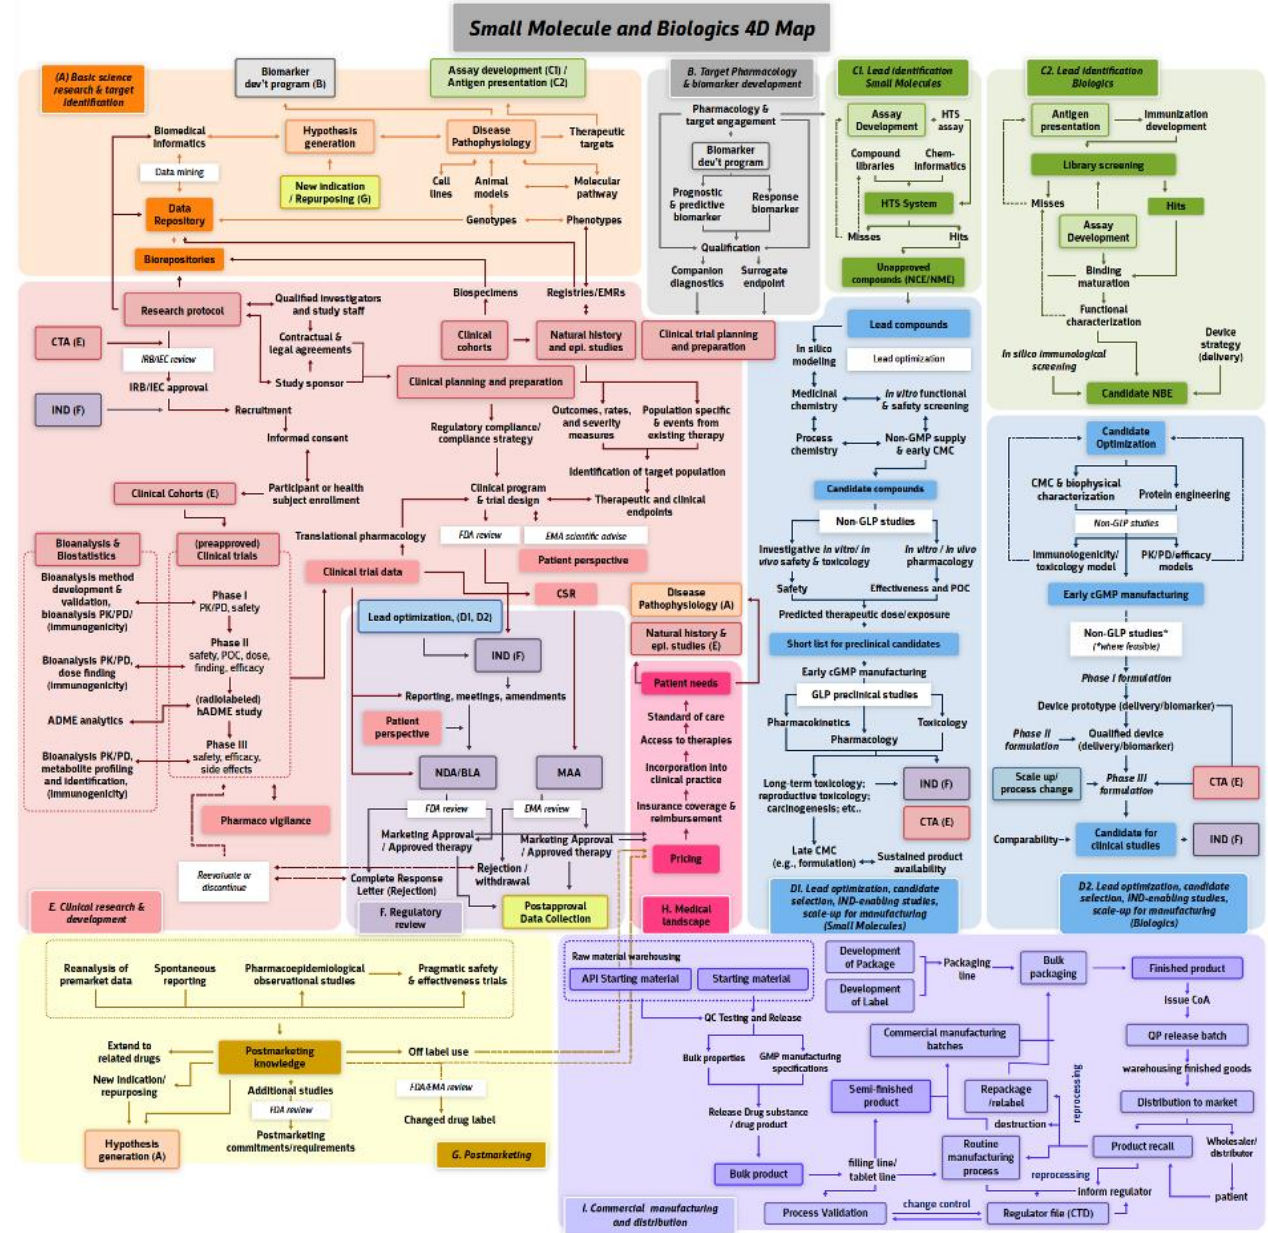 Small Molecule and Biologics 4D Map
(A) Basic science
research & target
identification
Biomarker
dev't program (B)
Assay development (C1) /
Antigen presentation (C2)
Biomedical
Informatics
Hypothesis
generation
Disease
Pathophysiology
Therapeutic
targets
Data mining
New indication
/ Repurposing (G)
Cell
lines
Animal
models
Molecular
pathway
Data
Repository
Genotypes
Phenotypes
Biorepositories
B. Target Pharmacology
& biomarker development
Pharmacology &
target engagement
Biomarker
dev't program
Prognostic
& predictive
biomarker
Response
biomarker
Qualification
Companion
diagnostics
Surrogate
endpoint
Clinical trial planning
and preparation
C1. Lead identification
Small Molecules
Assay
Development
HTS
assay
Compound
libraries
Chem-
informatics
HTS System
Misses
Hits
Unapproved
compounds (NCE/NME)
C2. Lead identification
Biologics
Antigen
presentation
Immunization
development
Library screening
Misses
Hits
Assay
Development
Binding
maturation
Functional
characterization
Device
strategy
(delivery)
In silico immunological
screening
Candidate NBE
Research protocol
Qualified investigators
and study staff
Biospecimens
Registries/EMRs
CTA (E)
IRB/IEC review
Contractual &
legal agreements
Clinical
cohorts
Natural history
and epi. studies
IRB/IEC approval
Study sponsor
Clinical planning and preparation
IND (F)
Recruitment
Informed consent
Regulatory compliance/
compliance strategy
Outcomes, rates,
and severity
measures
Population specific
& events from
existing therapy
Identification of target population
Clinical Cohorts (E)
Participant or health
subject enrollment
Clinical program
& trial design
Therapeutic and clinical
endpoints
Bioanalysis &
Biostatistics
(preapproved)
Clinical trials
Translational pharmacology
FDA review
EMA scientific advise
Patient perspective
Bioanalysis method
development &
validation,
bioanalysis PK/PD/
(immunogenicity)
Phase I
PK/PD, safety
Clinical trial data
CSR
Phase II
safety, POC, dose,
finding, efficacy
Bioanalysis PK/PD,
dose finding
(immunogenicity)
(radiolabeled)
hADME study
ADME analytics
Phase III
safety, efficacy,
side effects
Bioanalysis PK/PD,
metabolite profiling
and identification,
(immunogenicity)
Pharmaco vigilance
Reevaluate or
discontinue
E. Clinical research &
development
Lead optimization, (D1, D2)
IND (F)
Reporting, meetings, amendments
Patient
perspective
NDA/BLA
MAA
FDA review
EMA review
Marketing Approval
/ Approved therapy
Marketing Approval
/ Approved therapy
Complete Response
Letter (Rejection)
Rejection /
withdrawal
Postapproval
Data Collection
F. Regulatory
review
Disease
Pathophysiology (A)
Natural history &
epi. studies (E)
Patient needs
Standard of care
Access to therapies
Incorporation into
clinical practice
Insurance coverage &
reimbursement
Pricing
H. Medical
landscape
Lead compounds
Lead optimization
In silico
modeling
Medicinal
chemistry
In vitro functional
& safety screening
Process
chemistry
Non-GMP supply
& early CMC
Candidate compounds
Non-GLP studies
Investigative in vitro/ in
vivo safety & toxicology
In vitro / in vivo
pharmacology
Safety
Effectiveness and POC
Predicted therapeutic dose/exposure
Short list for preclinical candidates
Early cGMP manufacturing
GLP preclinical studies
Pharmacokinetics
Toxicology
Pharmacology
Long-term toxicology;
reproductive toxicology;
carcinogenesis; etc..
IND (F)
CTA (E)
Late CMC
(e.g., formulation)
Sustained product
availability
D1. Lead optimization, candidate
selection, IND-enabling studies,
scale-up for manufacturing
(Small Molecules)
Candidate
Optimization
CMC & biophysical
characterization
Protein engineering
Non-GLP studies
Immunologenicity/
toxicology model
PK/PD/efficacy
models
Early cGMP manufacturing
Non-GLP studies*
(*where feasible)
Phase I formulation
Device prototype (delivery/biomarker)
Phase II
formulation
Qualified device
(delivery/biomarker)
Scale up/
process change
Phase III
formulation
CTA (E)
Comparability
Candidate for
clinical studies
IND (F)
D2. Lead optimization, candidate
selection, IND-enabling studies,
scale-up for manufacturing
(Biologics)
Reanalysis of
premarket data
Spontaneous
reporting
Pharmacoepidemiological
observational studies
Pragmatic safety
& effectiveness trials
Extend to
related drugs
Postmarketing
knowledge
Off label use
New indication/
repurposing
Additional studies
FDA review
FDA/EMA review
Changed drug label
Postmarketing
commitments/requirements
Hypothesis
generation (A)
G. Postmarketing
Raw material warehousing
API Starting material
Starting material
QC Testing and Release
Bulk properties
GMP manufacturing
specifications
Release Drug substance
/ drug product
Bulk product
filling line/
tablet line
Development
of Package
Development
of Label
Packaging
line
Bulk
packaging
Finished product
Issue CoA
Commercial manufacturing
batches
QP release batch
warehousing finished goods
Semi-finished
product
Repackage
/relabel
reprocessing
Distribution to market
destruction
Routine
manufacturing
process
Product recall
Wholesaler/
distributor
reprocessing
inform regulator
patient
Process Validation
change control
Regulator file (CTD)
I. Commercial manufacturing
and distribution